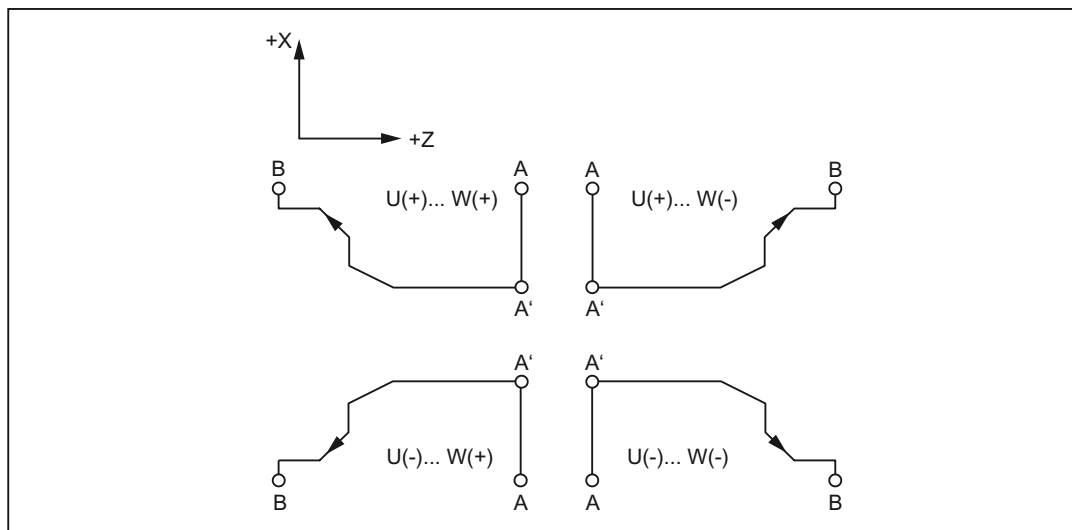 +X
+Z
B A A B
U(+)... W(+) U(+)... W(-)
A‘ A‘
A‘ A‘
U(-)... W(+) U(-)... W(-)
B A A B